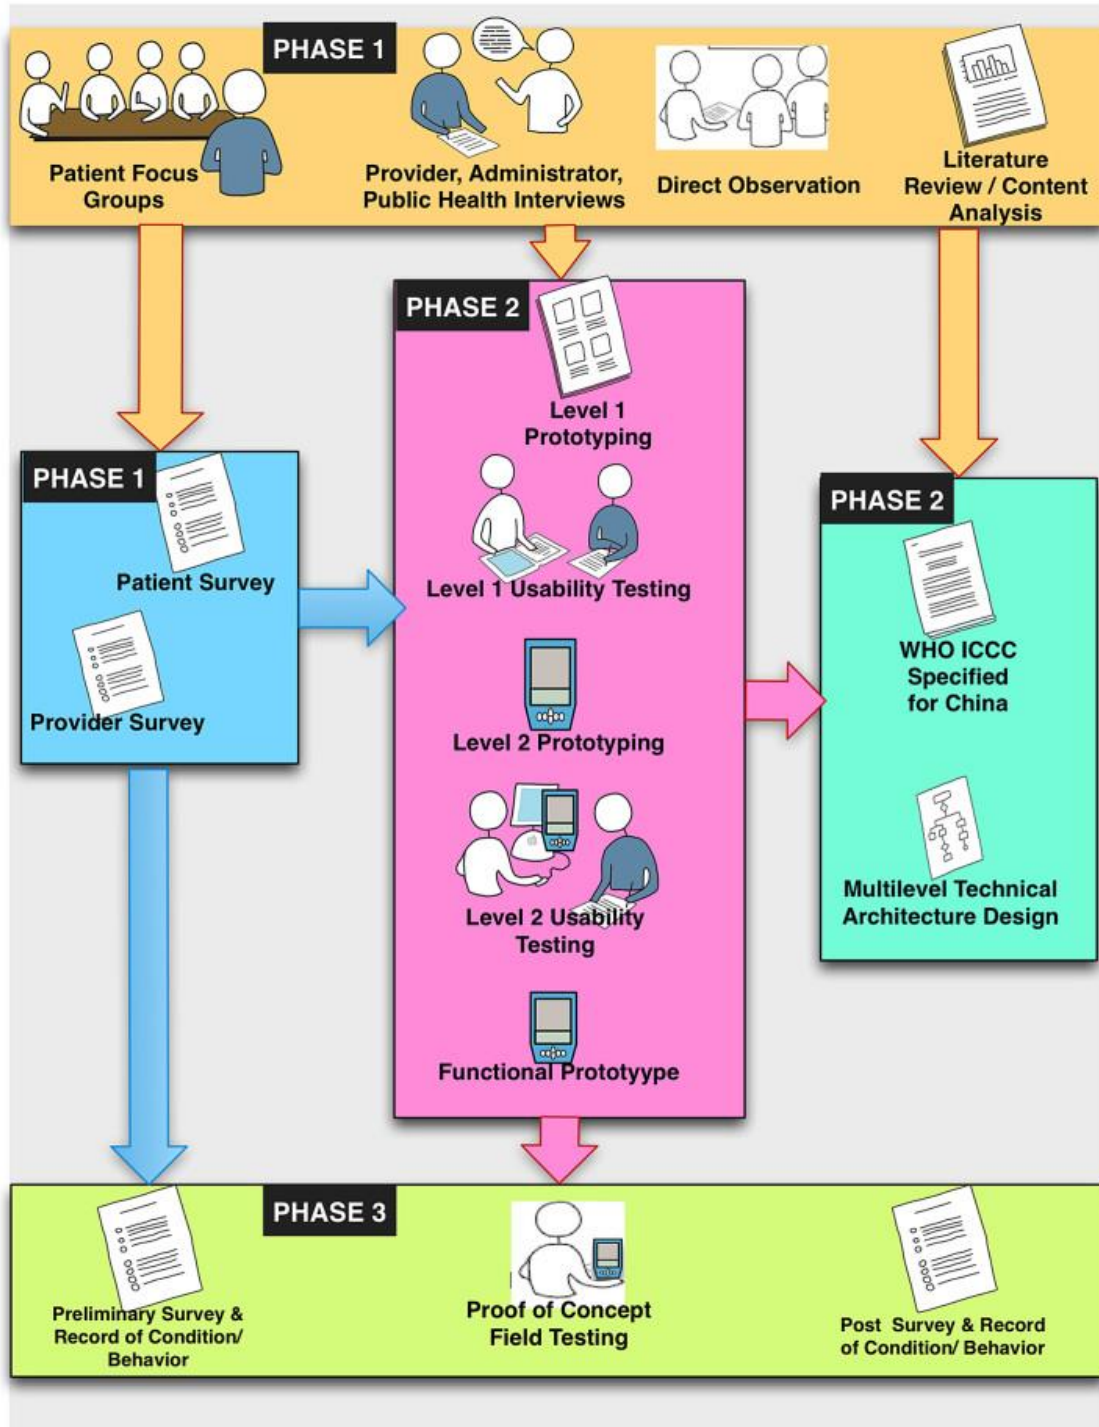 PHASE 1
Patient Focus
Groups
Provider, Administrator,
Public Health Interviews
Direct Observation
Literature
Review / Content
Analysis
PHASE 2
Level 1
Prototyping
Level 1 Usability Testing
Level 2 Prototyping
Level 2 Usability
Testing
Functional Prototyype
PHASE 1
Patient Survey
Provider Survey
PHASE 2
WHO ICCC
Specified
for China
Multilevel Technical
Architecture Design
PHASE 3
Preliminary Survey &
Record of Condition/
Behavior
Proof of Concept
Field Testing
Post Survey & Record
of Condition/ Behavior